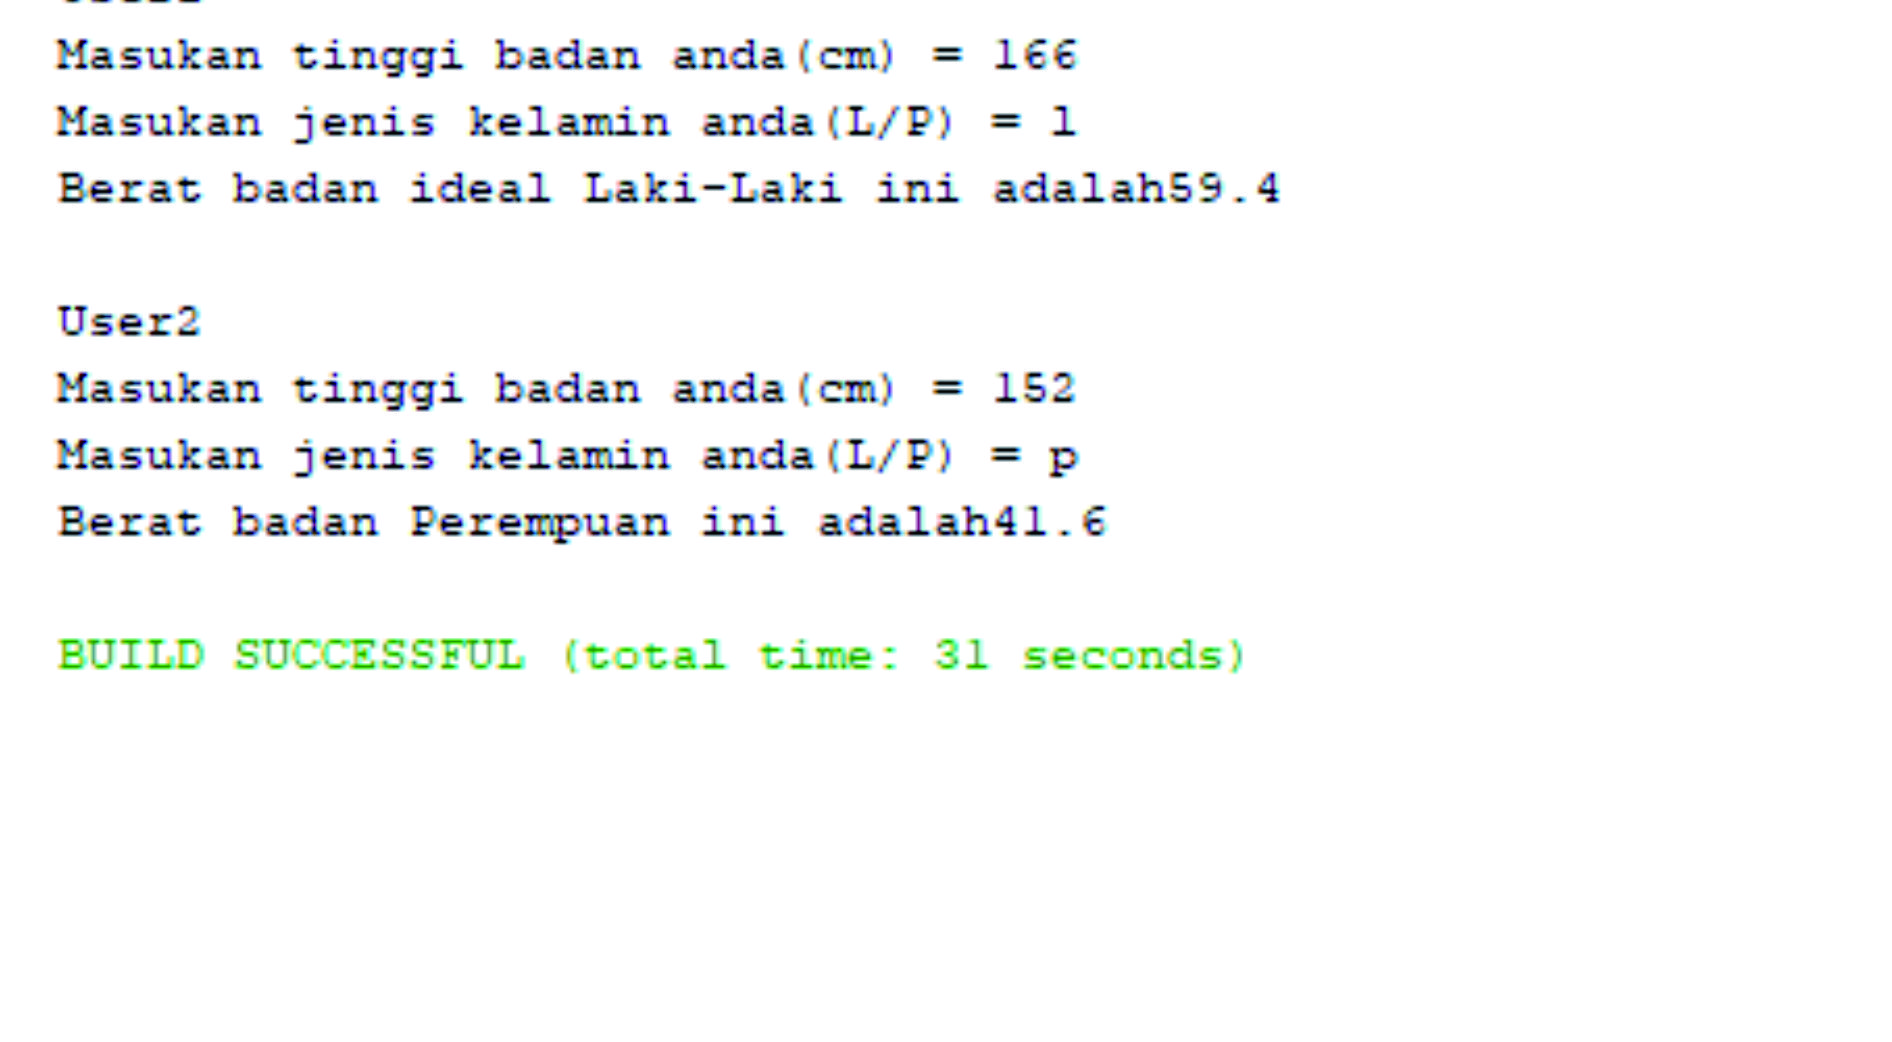 Masukan tinggi badan anda(cm) = 166
Masukan jenis kelamin anda(L/P) = l
Berat badan ideal Laki-Laki ini adalah59.4
User2
Masukan tinggi badan anda(cm) = 152
Masukan jenis kelamin anda(L/P) = p
Berat badan Perempuan ini adalah41.6
BUILD SUCCESSFUL (total time: 31 seconds)